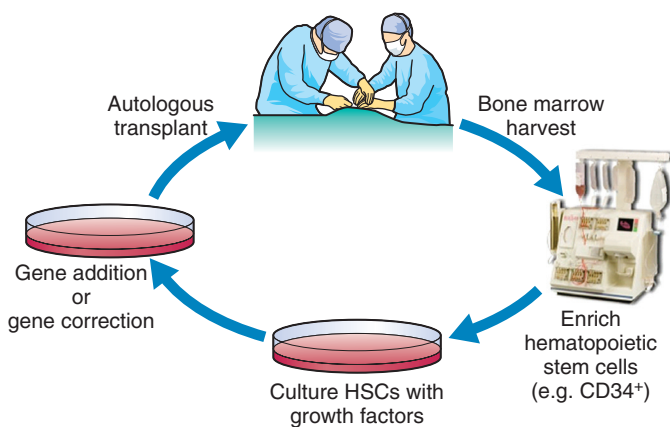 Autologous
transplant
Bone marrow
harvest
Enrich
hematopoietic
stem cells
(e.g. CD34⁺)
Culture HSCs with
growth factors
Gene addition
or
gene correction